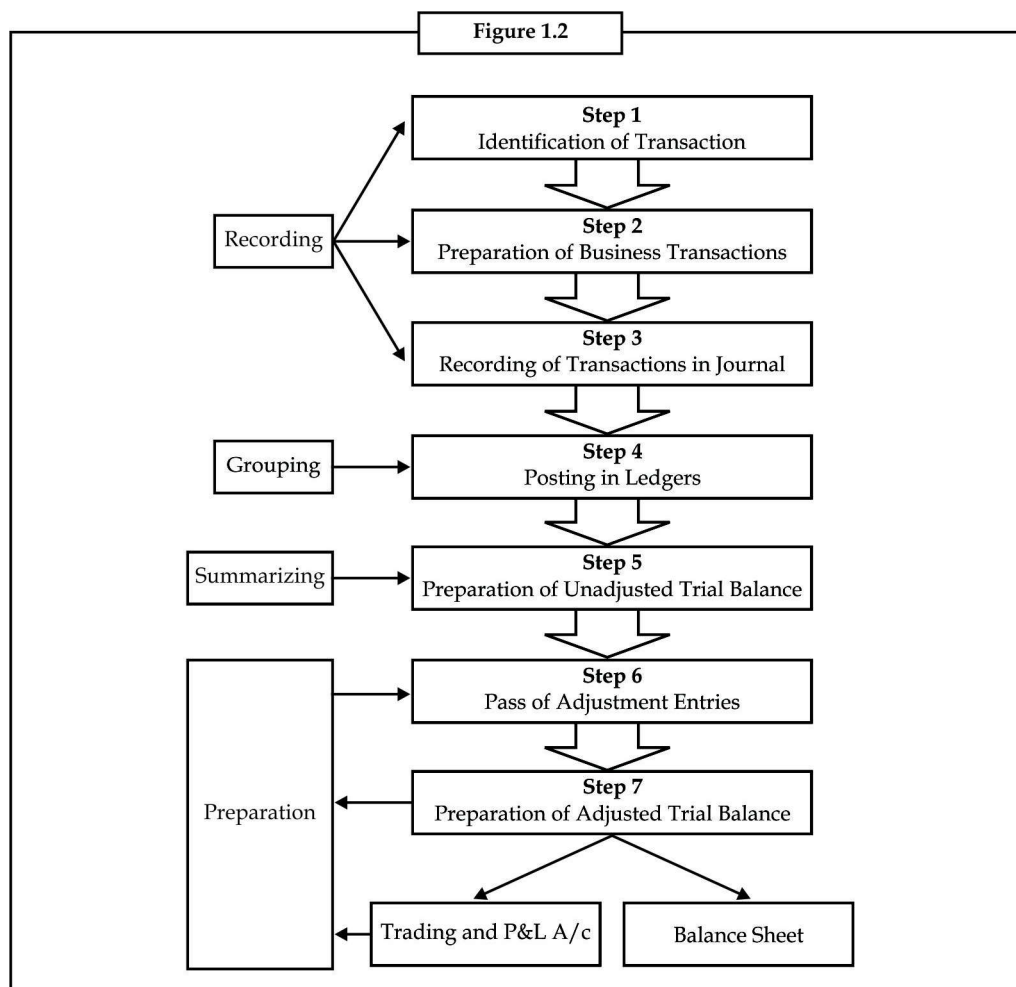 Figure 1.2
Step 1
Identification of Transaction
Recording
Step 2
Preparation of Business Transactions
Step 3
Recording of Transactions in Journal
Grouping
Step 4
Posting in Ledgers
Summarizing
Step 5
Preparation of Unadjusted Trial Balance
Step 6
Pass of Adjustment Entries
Preparation
Step 7
Preparation of Adjusted Trial Balance
Trading and P&L A/c
Balance Sheet